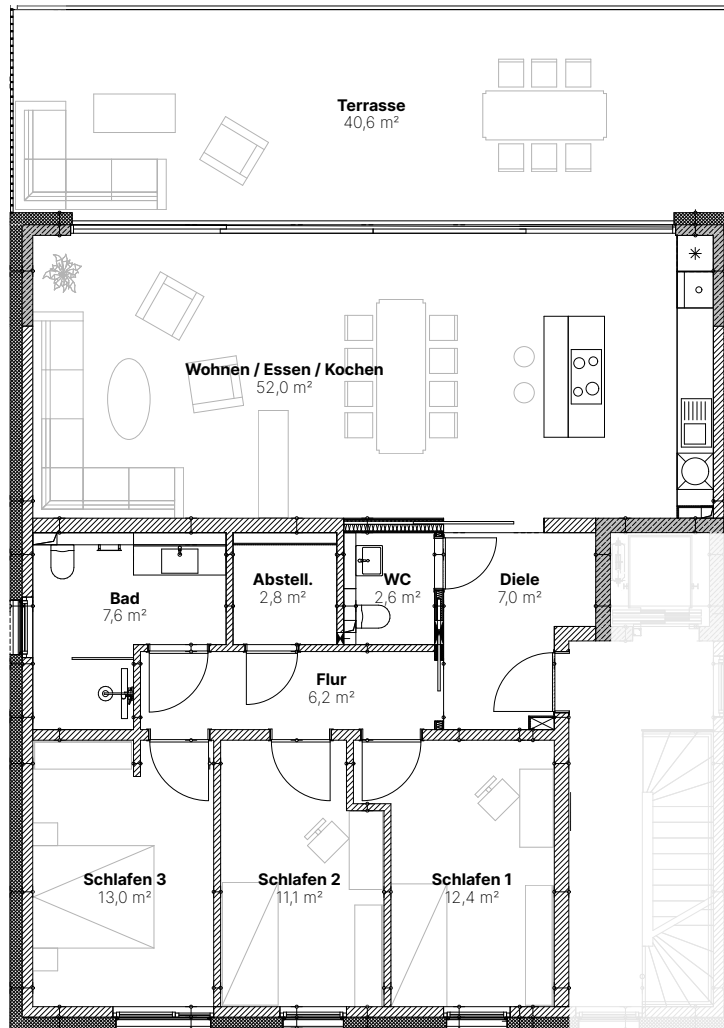 Terrasse
40,6 m²
Wohnen / Essen / Kochen
52,0 m²
Bad
7,6 m²
Abstell.
2,8 m²
WC
2,6 m²
Diele
7,0 m²
Flur
6,2 m²
Schlafen 3
13,0 m²
Schlafen 2
11,1 m²
Schlafen 1
12,4 m²